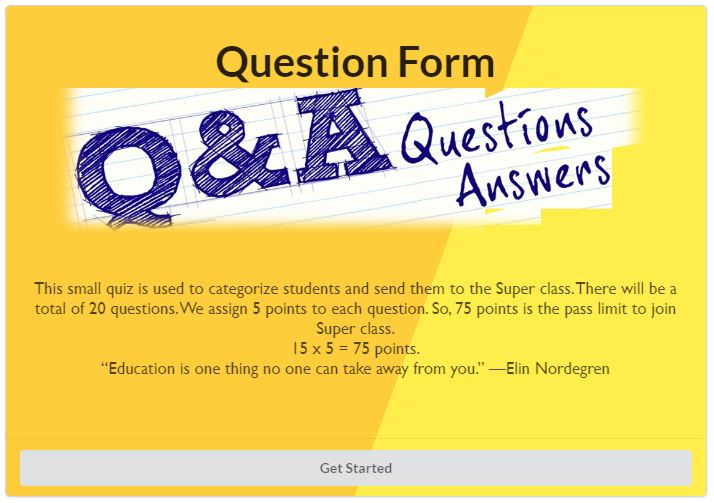 Question Form
Q&A Questions
Answers
This small quiz is used to categorize students and send them to the Super class.There will be a
total of 20 questions.We assign 5 points to each question. So, 75 points is the pass limit to join
Super class.
15 x 5 = 75 points.
“Education is one thing no one can take away from you.” —Elin Nordegren
Get Started